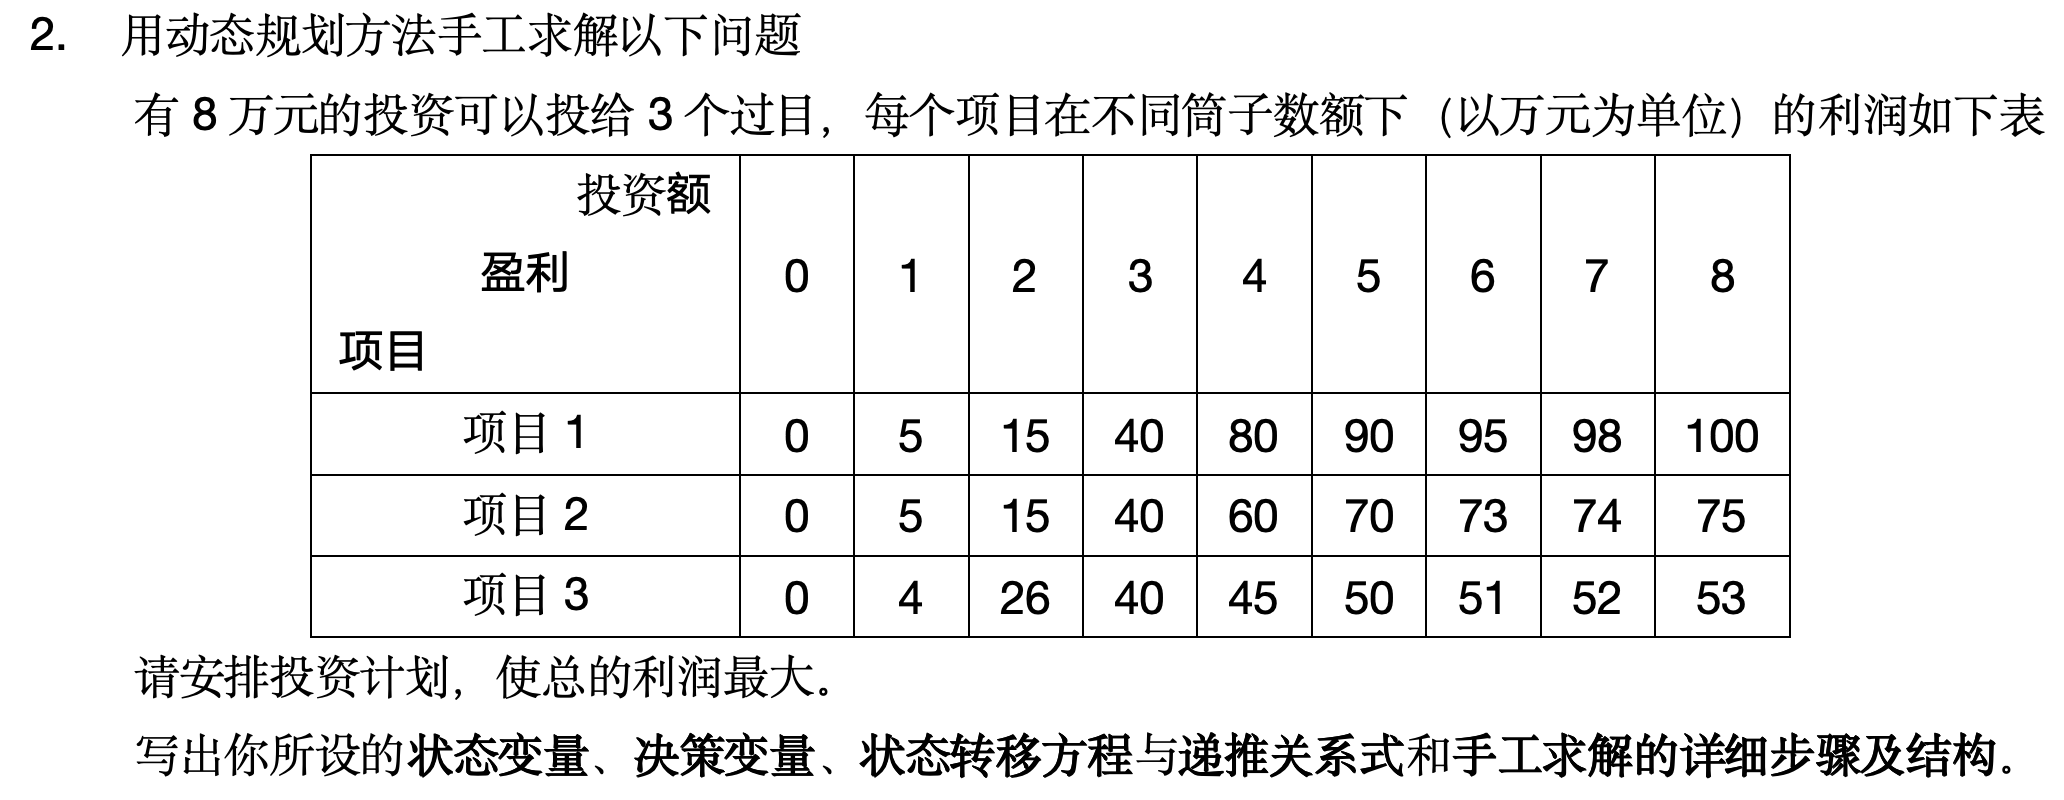 2. 用动态规划方法手工求解以下问题
有 8 万元的投资可以投给 3 个过目，每个项目在不同筒子数额下（以万元为单位）的利润如下表
投资额
盈利
项目
0 1 2 3 4 5 6 7 8
项目 1 0 5 15 40 80 90 95 98 100
项目 2 0 5 15 40 60 70 73 74 75
项目 3 0 4 26 40 45 50 51 52 53
请安排投资计划，使总的利润最大。
写出你所设的状态变量、决策变量、状态转移方程与递推关系式和手工求解的详细步骤及结构.